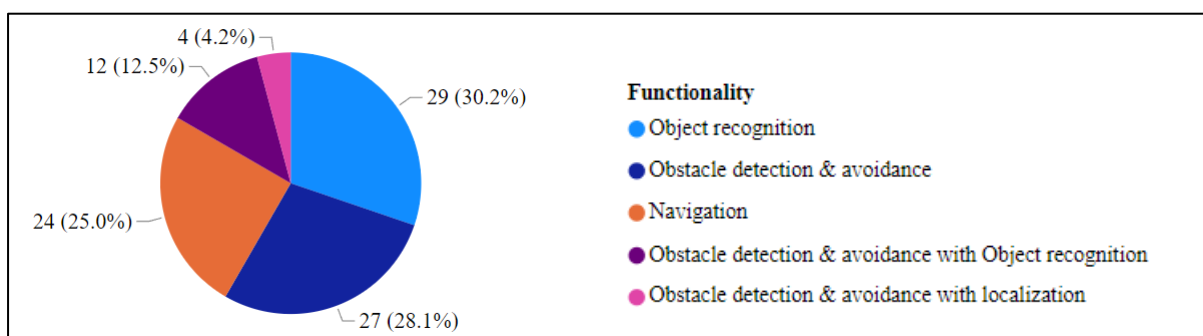 4 (4.2%)
12 (12.5%)
29 (30.2%)
24 (25.0%)
27 (28.1%)
Functionality
Object recognition
Obstacle detection & avoidance
Navigation
Obstacle detection & avoidance with Object recognition
Obstacle detection & avoidance with localization